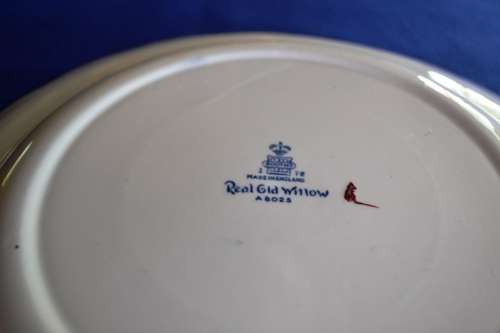 MADE IN ENGLAND
Real Old Willow
A 8025